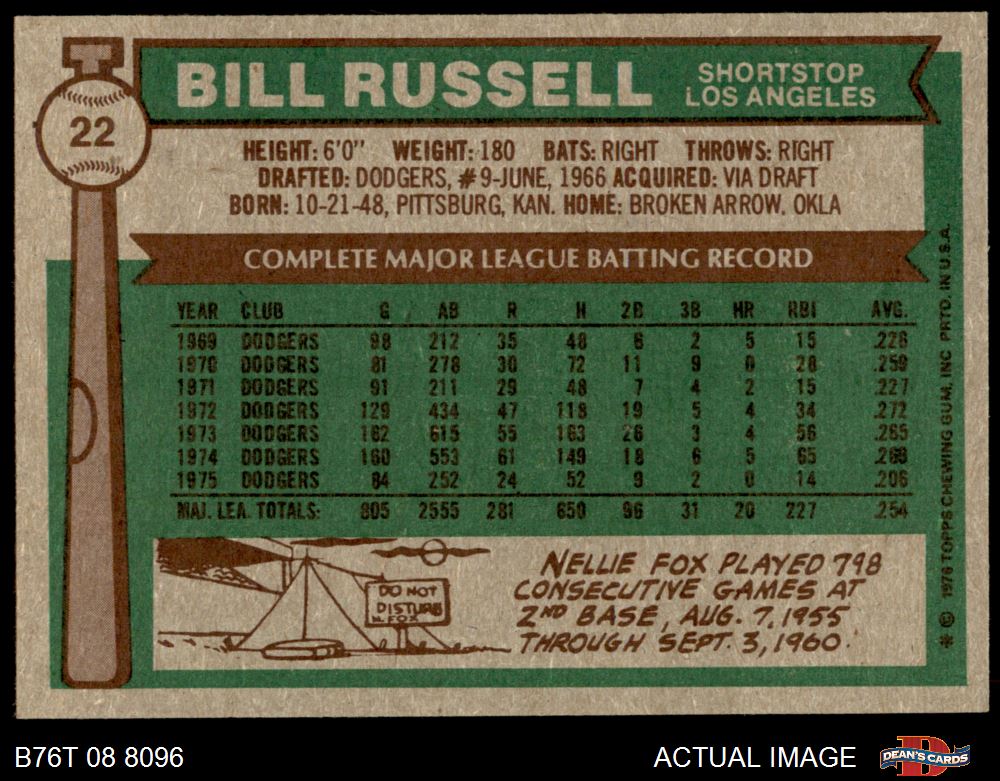 BILL RUSSELL
SHORTSTOP
LOS ANGELES
22
HEIGHT: 6'0" WEIGHT: 180 BATS: RIGHT THROWS: RIGHT
DRAFTED: DODGERS, #9-JUNE, 1966 ACQUIRED: VIA DRAFT
BORN: 10-21-48, PITTSBURG, KAN. HOME: BROKEN ARROW, OKLA
COMPLETE MAJOR LEAGUE BATTING RECORD
YEAR CLUB G AB R H 2B 3B HR RBI AVG.
1969 DODGERS 98 212 35 48 6 2 5 15 .226
1970 DODGERS 81 278 30 72 11 9 0 28 .259
1971 DODGERS 91 211 29 48 7 4 2 15 .227
1972 DODGERS 129 434 47 118 19 5 4 34 .272
1973 DODGERS 162 615 55 163 26 3 4 56 .265
1974 DODGERS 160 553 61 149 18 6 5 65 .269
1975 DODGERS 84 252 24 52 9 2 0 14 .206
MAJ. LEA. TOTALS: 805 2555 281 650 96 31 20 227 .254
DO NOT
DISTURB
N. FOX
NELLIE FOX PLAYED 798
CONSECUTIVE GAMES AT
2ND BASE, AUG. 7, 1955
THROUGH SEPT. 3, 1960.
* © 1976 TOPPS CHEWING GUM, INC PRTD. IN U.S.A.
B76T 08 8096
ACTUAL IMAGE
DEAN'S CARDS